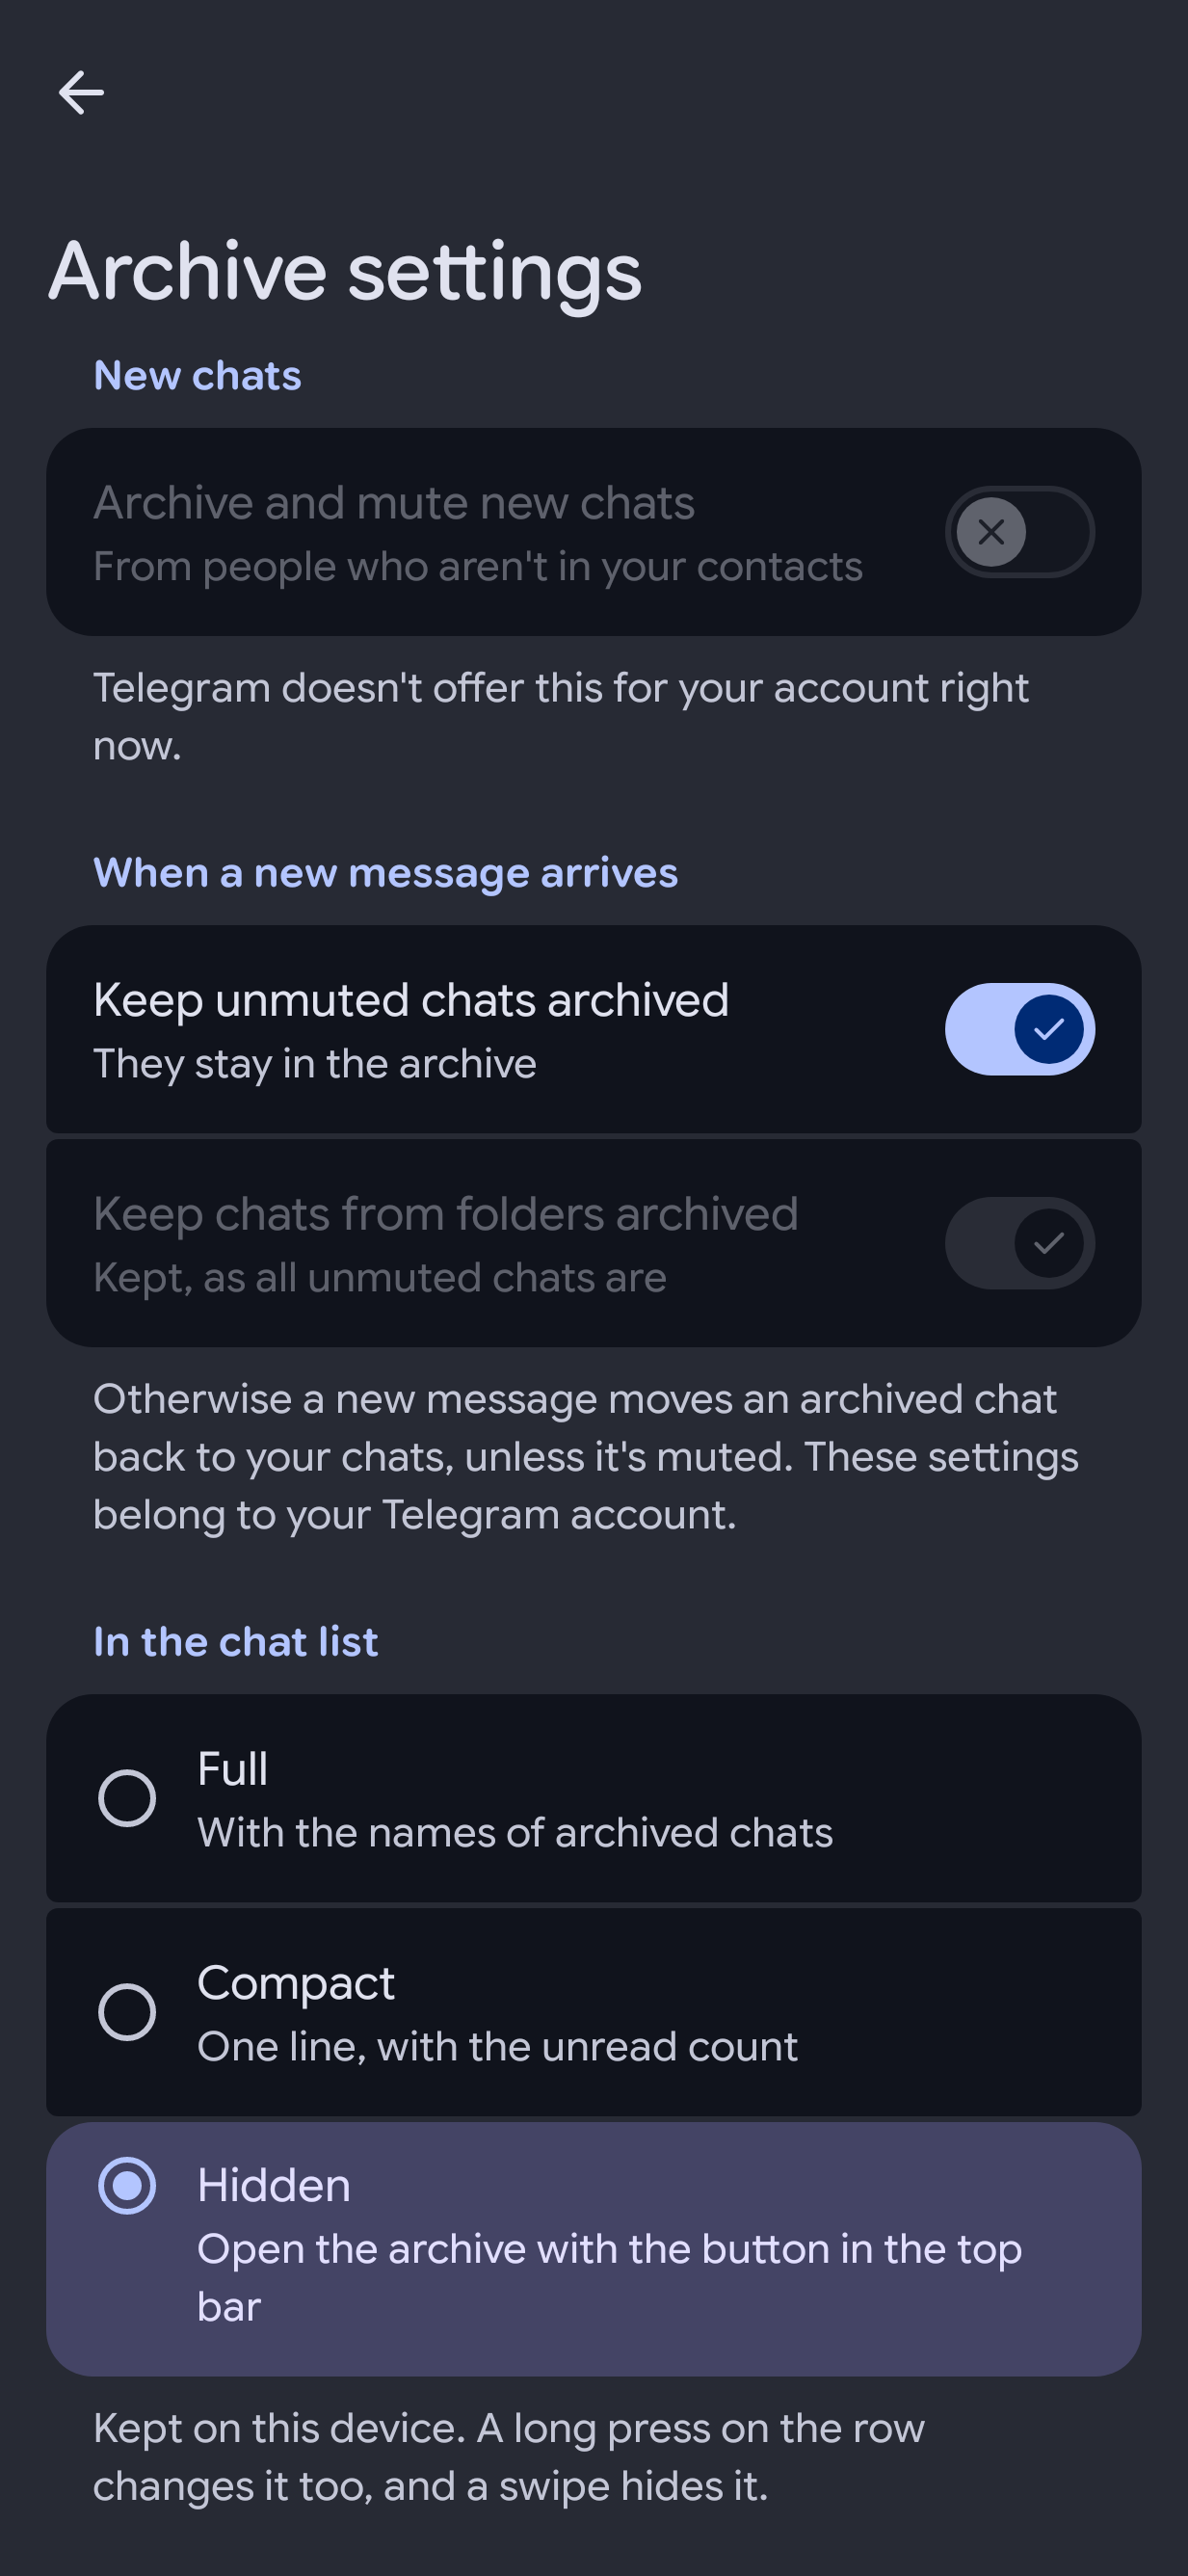 Archive settings
New chats
Archive and mute new chats
From people who aren't in your contacts
Telegram doesn't offer this for your account right
now.
When a new message arrives
Keep unmuted chats archived
They stay in the archive
Keep chats from folders archived
Kept, as all unmuted chats are
Otherwise a new message moves an archived chat
back to your chats, unless it's muted. These settings
belong to your Telegram account.
In the chat list
Full
With the names of archived chats
Compact
One line, with the unread count
Hidden
Open the archive with the button in the top
bar
Kept on this device. A long press on the row
changes it too, and a swipe hides it.